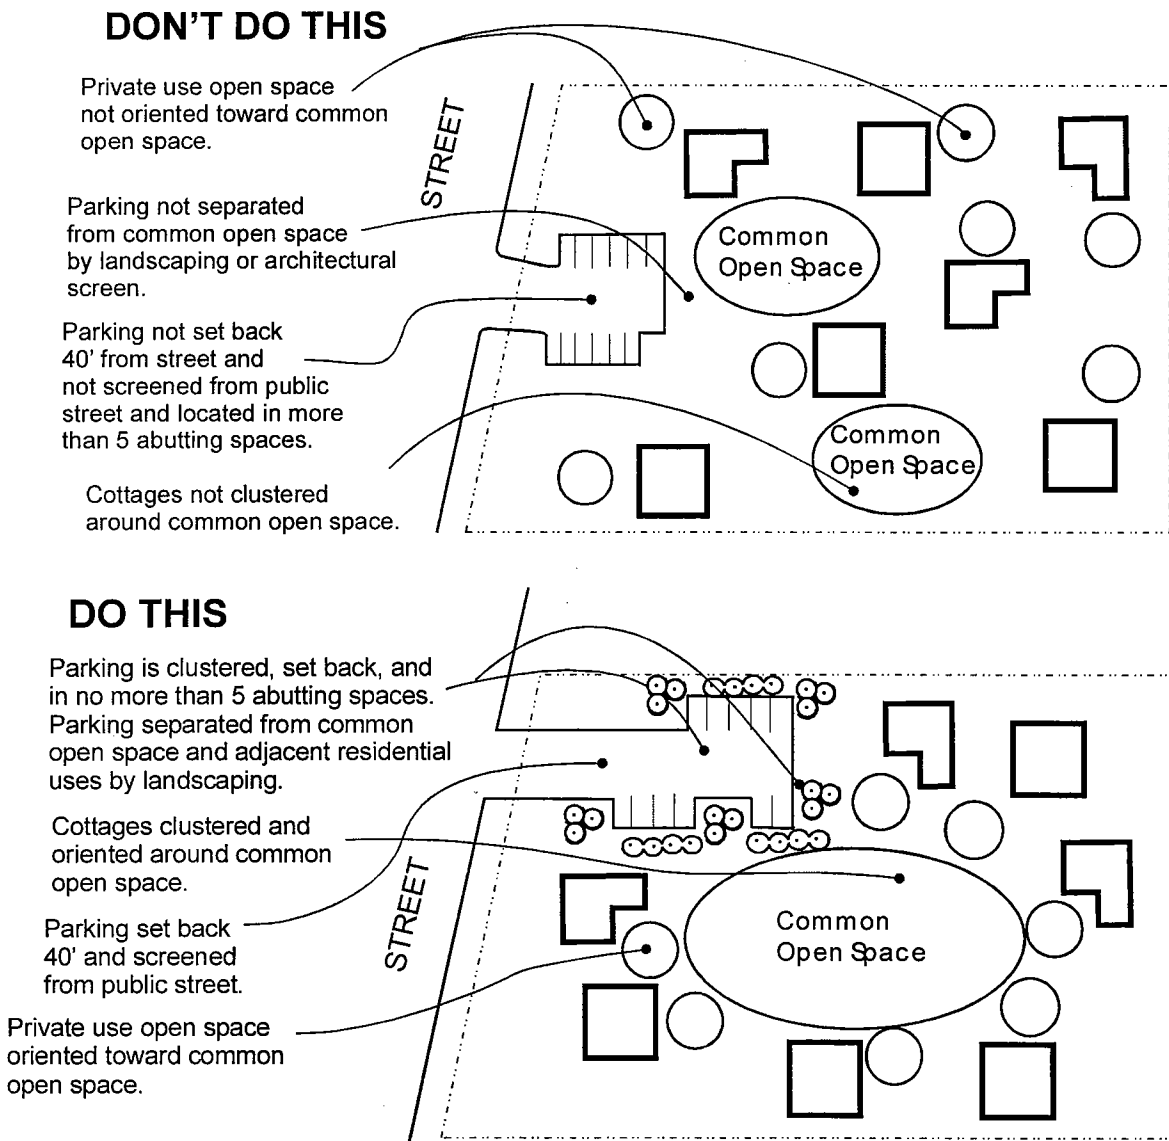 DON'T DO THIS
Private use open space
not oriented toward common
open space.
STREET
Parking not separated
from common open space
by landscaping or architectural
screen.
Common
Open Space
Parking not set back
40' from street and
not screened from public
street and located in more
than 5 abutting spaces.
Common
Open Space
Cottages not clustered
around common open space.
DO THIS
Parking is clustered, set back, and
in no more than 5 abutting spaces.
Parking separated from common
open space and adjacent residential
uses by landscaping.
Cottages clustered and
oriented around common
open space.
STREET
Common
Open Space
Parking set back
40' and screened
from public street.
Private use open space
oriented toward common
open space.